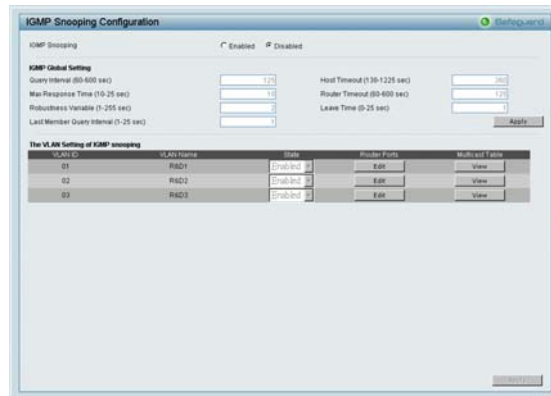 IGMP Snooping Configuration
Safeguard
IGMP Snooping
Enabled
Disabled
IGMP Global Setting
Query Interval (60-600 sec) 125
Host Timeout (130-1225 sec) 260
Max Response Time (10-25 sec) 10
Router Timeout (60-600 sec) 125
Robustness Variable (1-255 sec) 2
Leave Time (0-25 sec) 1
Last Member Query Interval (1-25 sec) 1
Apply
The VLAN Setting of IGMP snooping
VLAN ID VLAN Name State Router Ports Multicast Table
01 R&D1 Enabled Edit View
02 R&D2 Enabled Edit View
03 R&D3 Enabled Edit View
Apply